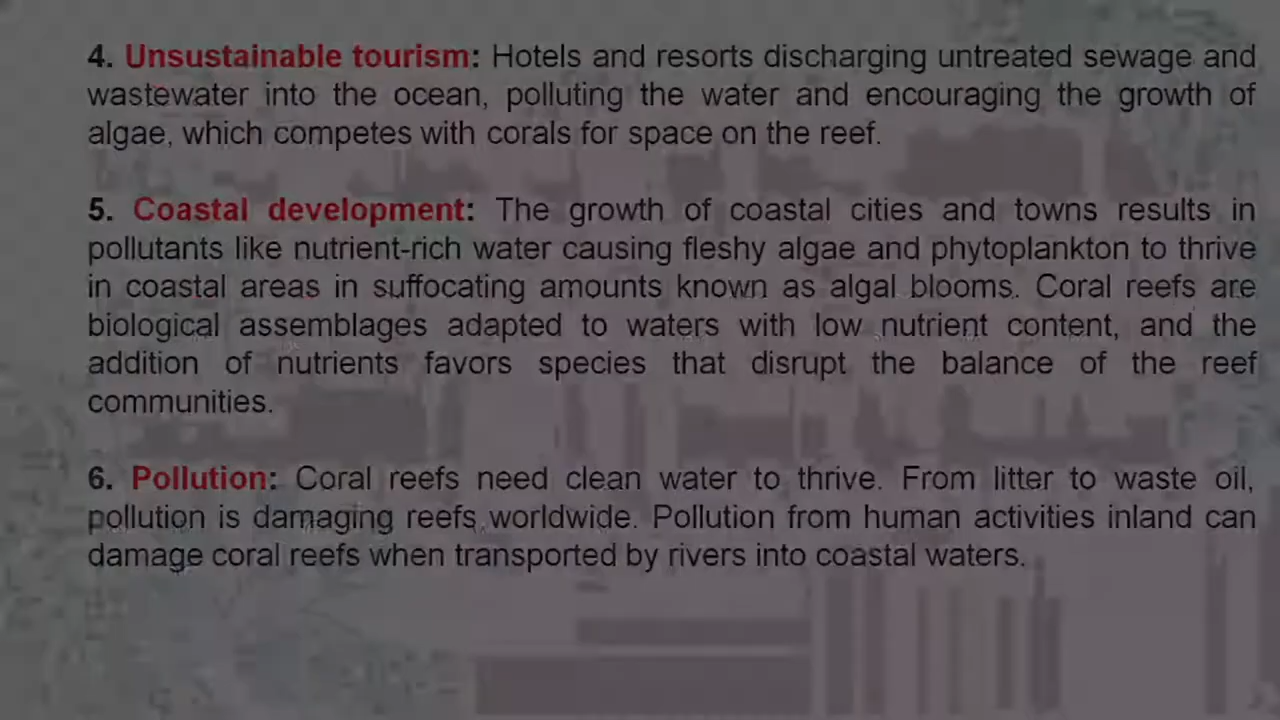 4. Unsustainable tourism: Hotels and resorts discharging untreated sewage and
wastewater into the ocean, polluting the water and encouraging the growth of
algae, which competes with corals for space on the reef.
5. Coastal development: The growth of coastal cities and towns results in
pollutants like nutrient-rich water causing fleshy algae and phytoplankton to thrive
in coastal areas in suffocating amounts known as algal blooms. Coral reefs are
biological assemblages adapted to waters with low nutrient content, and the
addition of nutrients favors species that disrupt the balance of the reef
communities.
6. Pollution: Coral reefs need clean water to thrive. From litter to waste oil,
pollution is damaging reefs worldwide. Pollution from human activities inland can
damage coral reefs when transported by rivers into coastal waters.